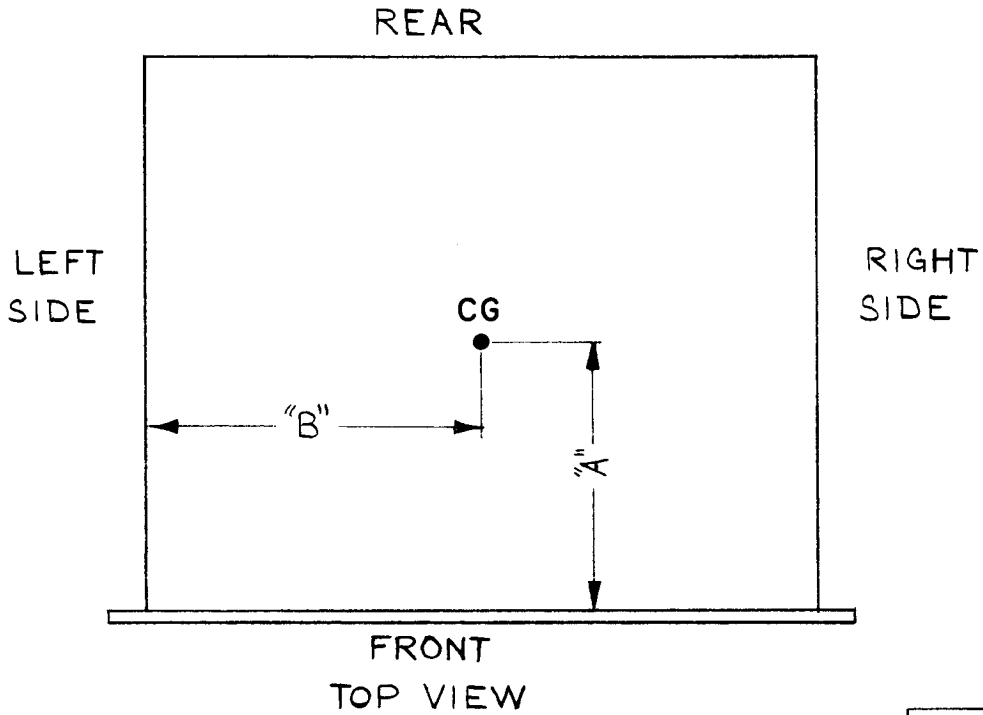 REAR
LEFT
SIDE
RIGHT
SIDE
CG
"B"
"A"
FRONT
TOP VIEW